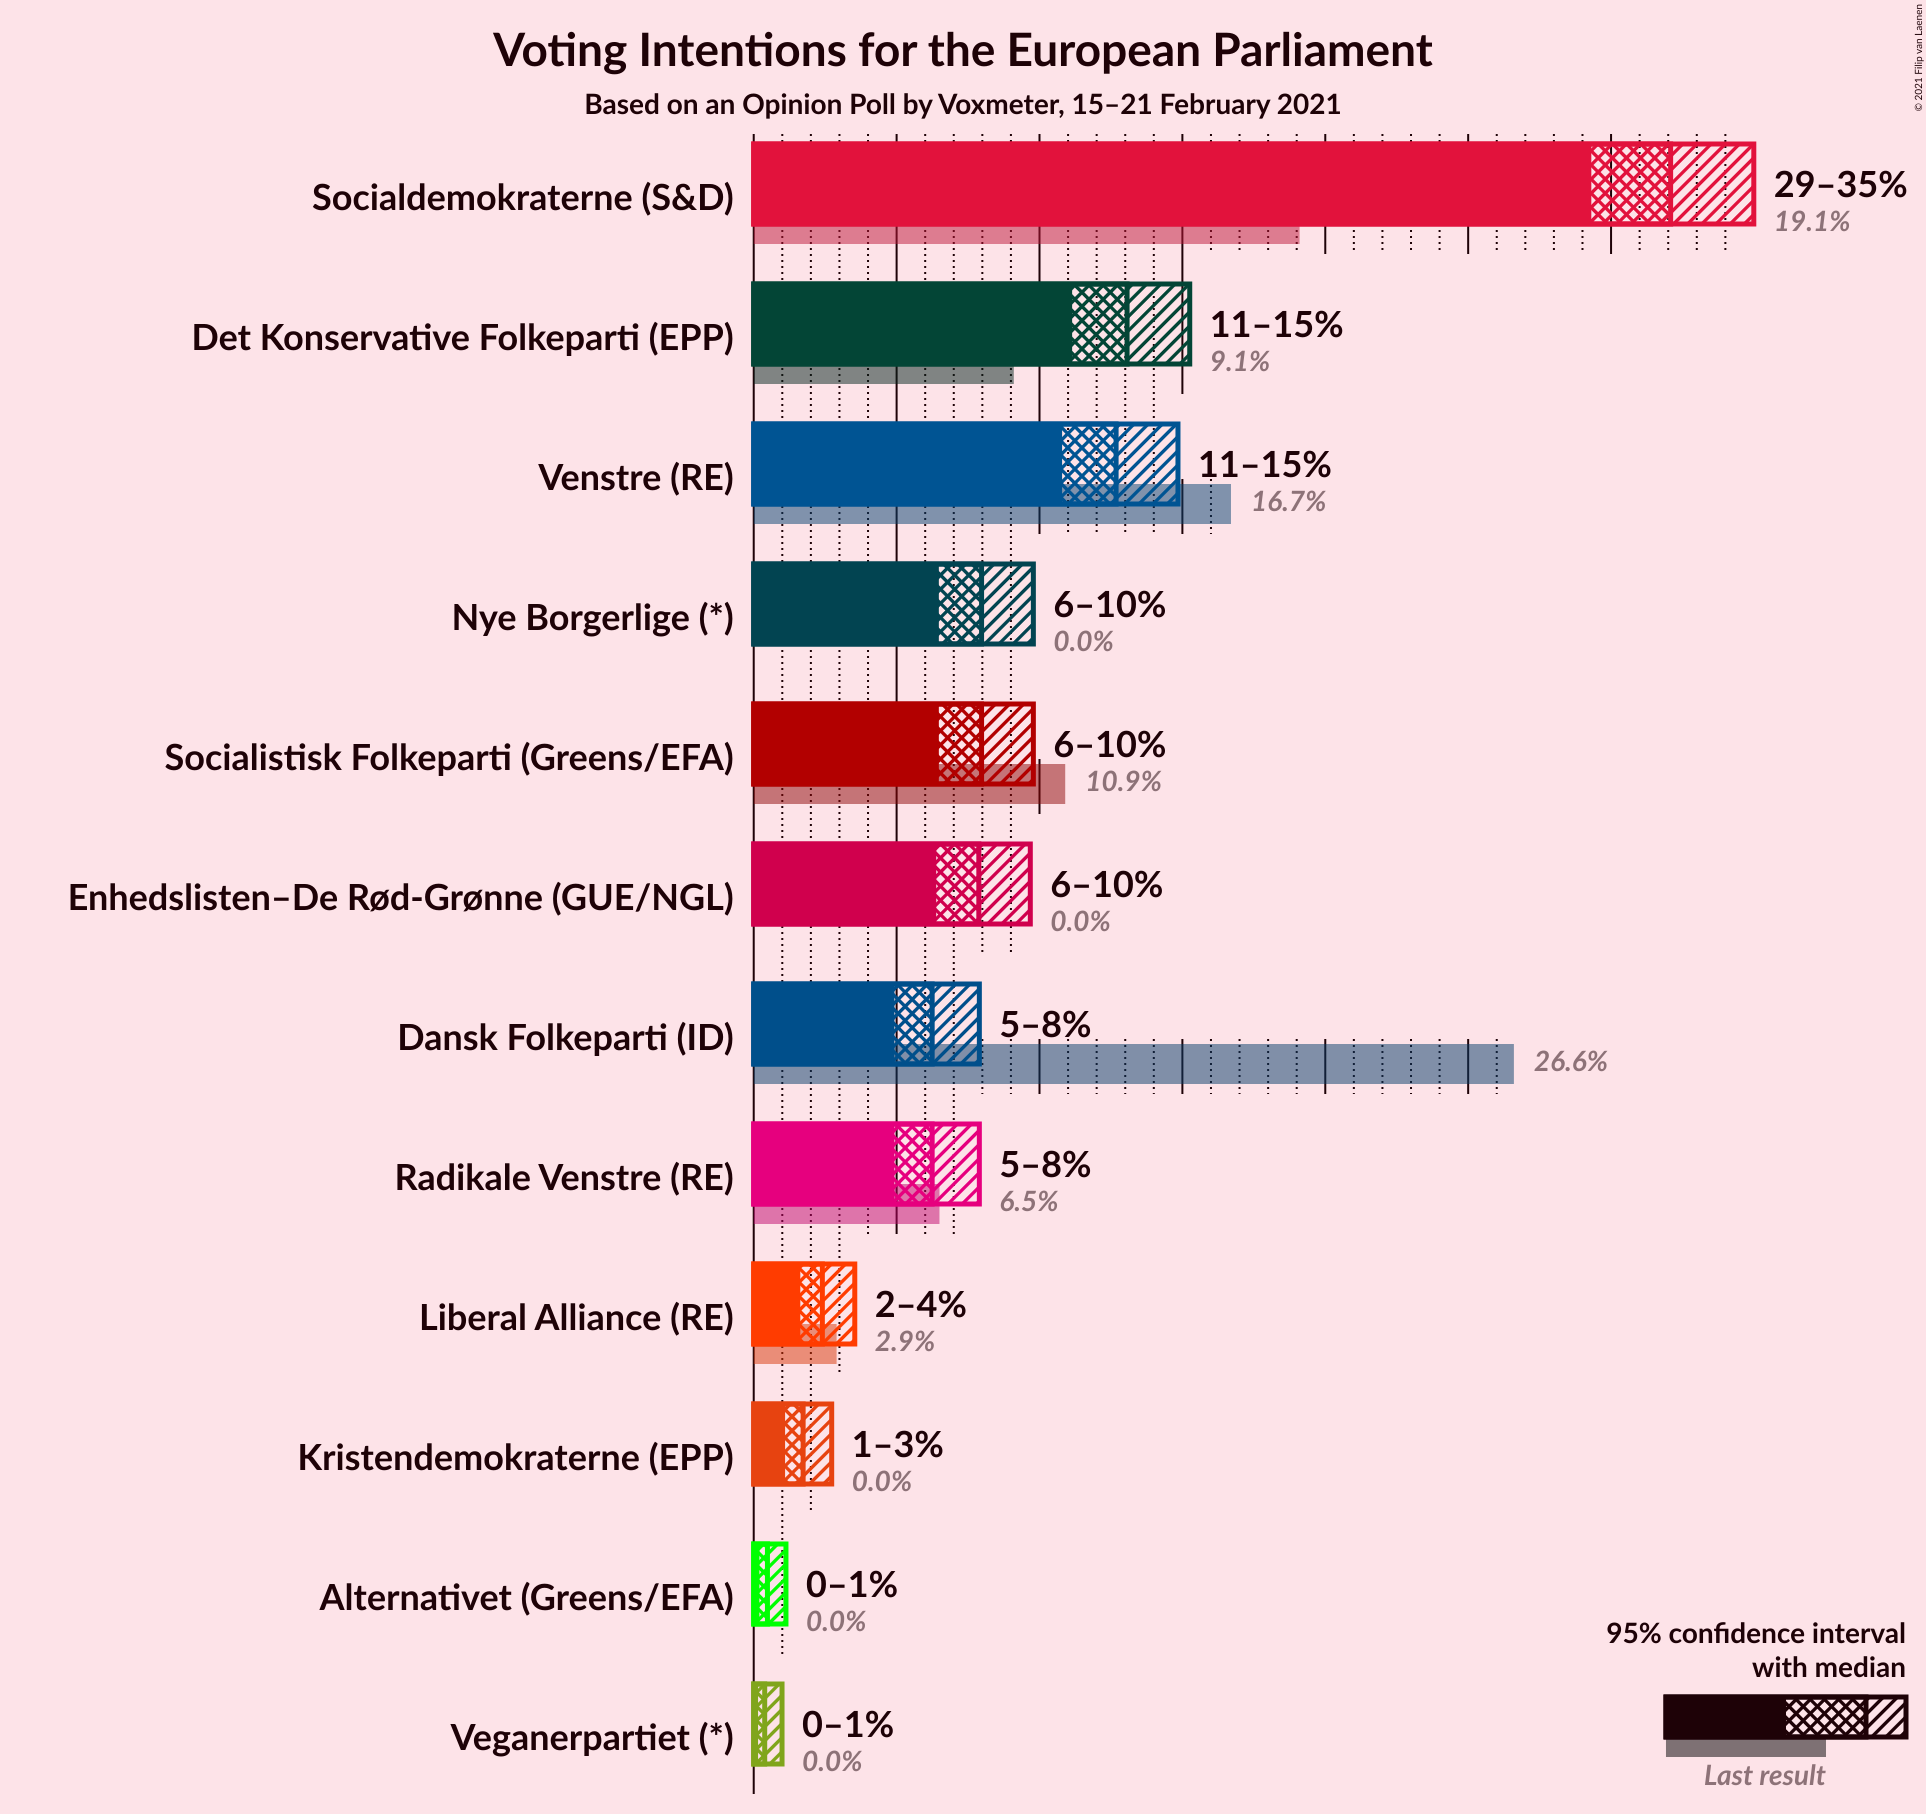 Voting Intentions for the European Parliament
Based on an Opinion Poll by Voxmeter, 15–21 February 2021
© 2021 Filip van Laenen
Socialdemokraterne (S&D)
29–35%
19.1%
Det Konservative Folkeparti (EPP)
11–15%
9.1%
Venstre (RE)
11–15%
16.7%
Nye Borgerlige (*)
6–10%
0.0%
Socialistisk Folkeparti (Greens/EFA)
6–10%
10.9%
Enhedslisten–De Rød-Grønne (GUE/NGL)
6–10%
0.0%
Dansk Folkeparti (ID)
5–8%
26.6%
Radikale Venstre (RE)
5–8%
6.5%
Liberal Alliance (RE)
2–4%
2.9%
Kristendemokraterne (EPP)
1–3%
0.0%
Alternativet (Greens/EFA)
0–1%
0.0%
Veganerpartiet (*)
0–1%
0.0%
95% confidence interval
with median
Last result